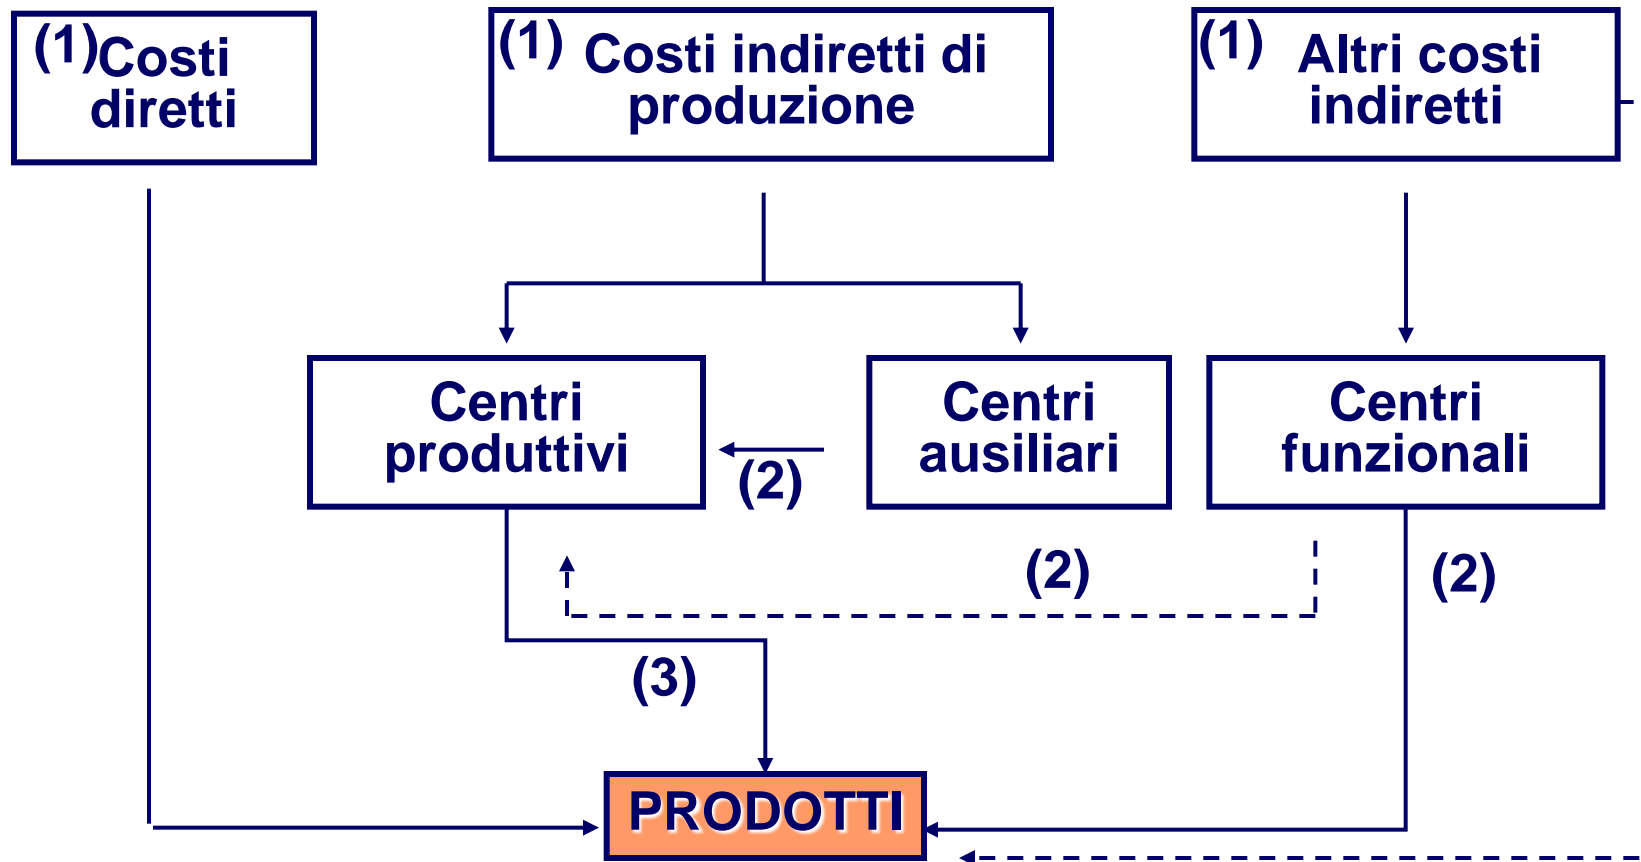 (1) Costi
diretti
(1) Costi indiretti di
produzione
(1) Altri costi
indiretti
Centri
produttivi
(2)
Centri
ausiliari
Centri
funzionali
(2)
(2)
(3)
PRODOTTI